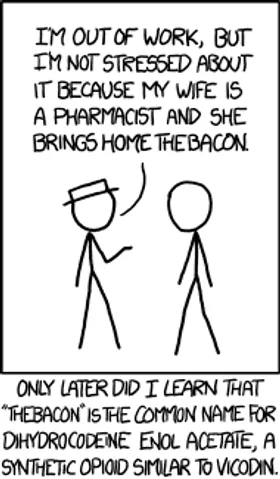 I'M OUT OF WORK, BUT
I'M NOT STRESSED ABOUT
IT BECAUSE MY WIFE IS
A PHARMACIST AND SHE
BRINGS HOME THEBACON.
ONLY LATER DID I LEARN THAT
"THEBACON" IS THE COMMON NAME FOR
DIHYDROCODEINE ENOL ACETATE, A
SYNTHETIC OPIOID SIMILAR TO VICODIN.